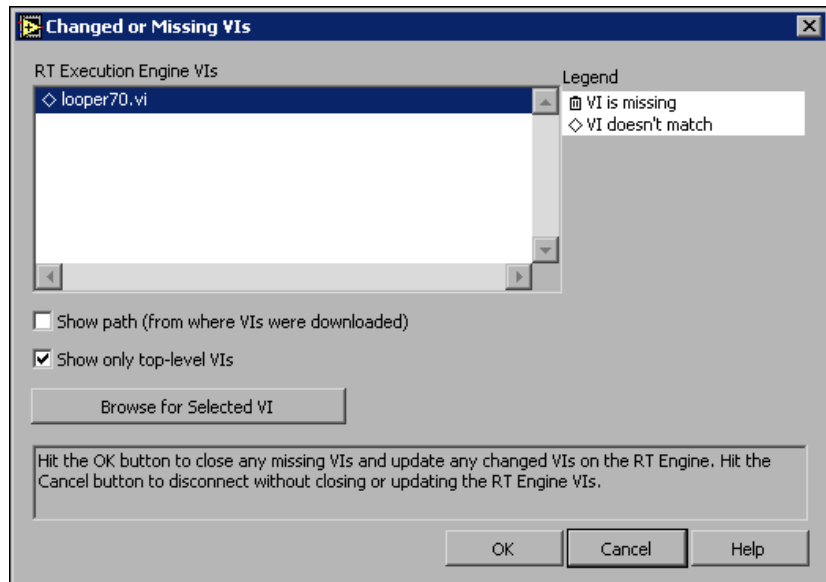 Changed or Missing VIs
RT Execution Engine VIs
◇ looper70.vi
Legend
VI is missing
◇ VI doesn't match
Show path (from where VIs were downloaded)
Show only top-level VIs
Browse for Selected VI
Hit the OK button to close any missing VIs and update any changed VIs on the RT Engine. Hit the
Cancel button to disconnect without closing or updating the RT Engine VIs.
OK
Cancel
Help